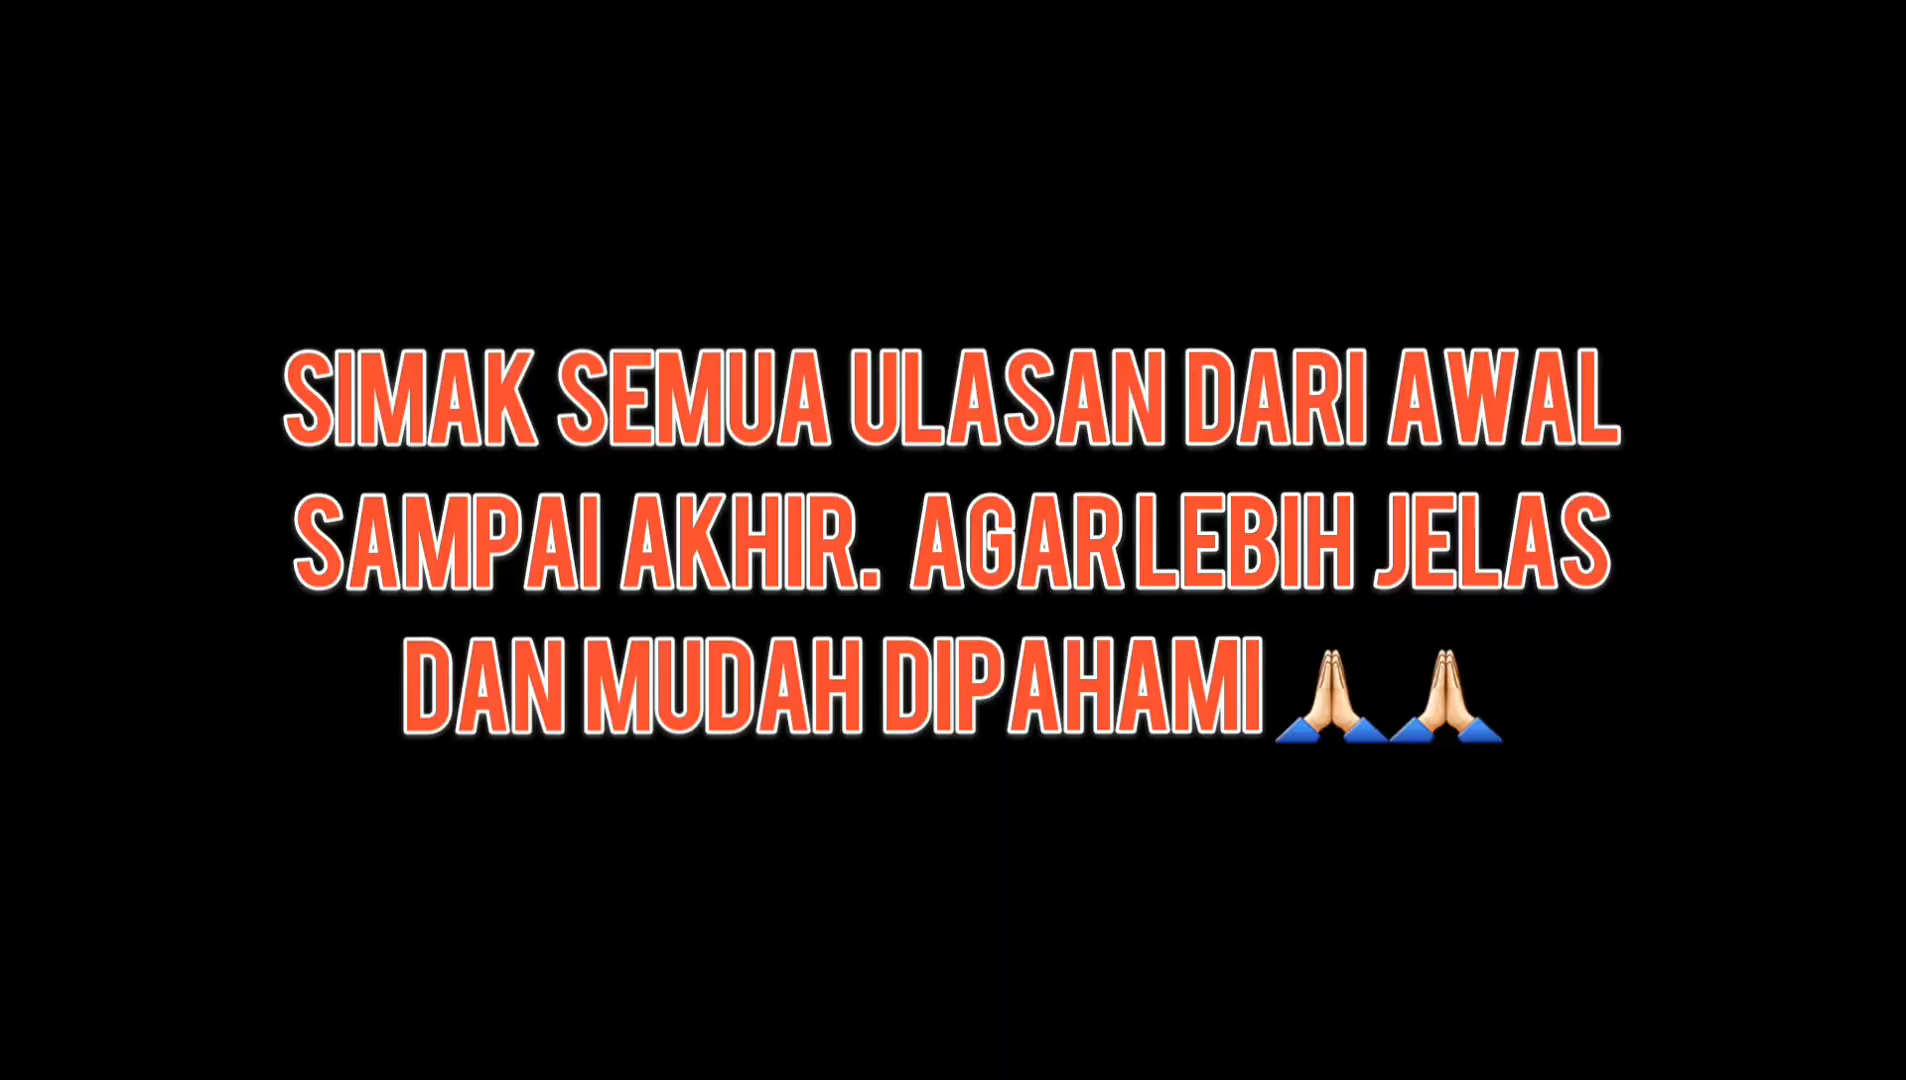 SIMAK SEMUA ULASAN DARI AWAL
SAMPAI AKHIR. AGAR LEBIH JELAS
DAN MUDAH DIPAHAMI 🙏🏻🙏🏻